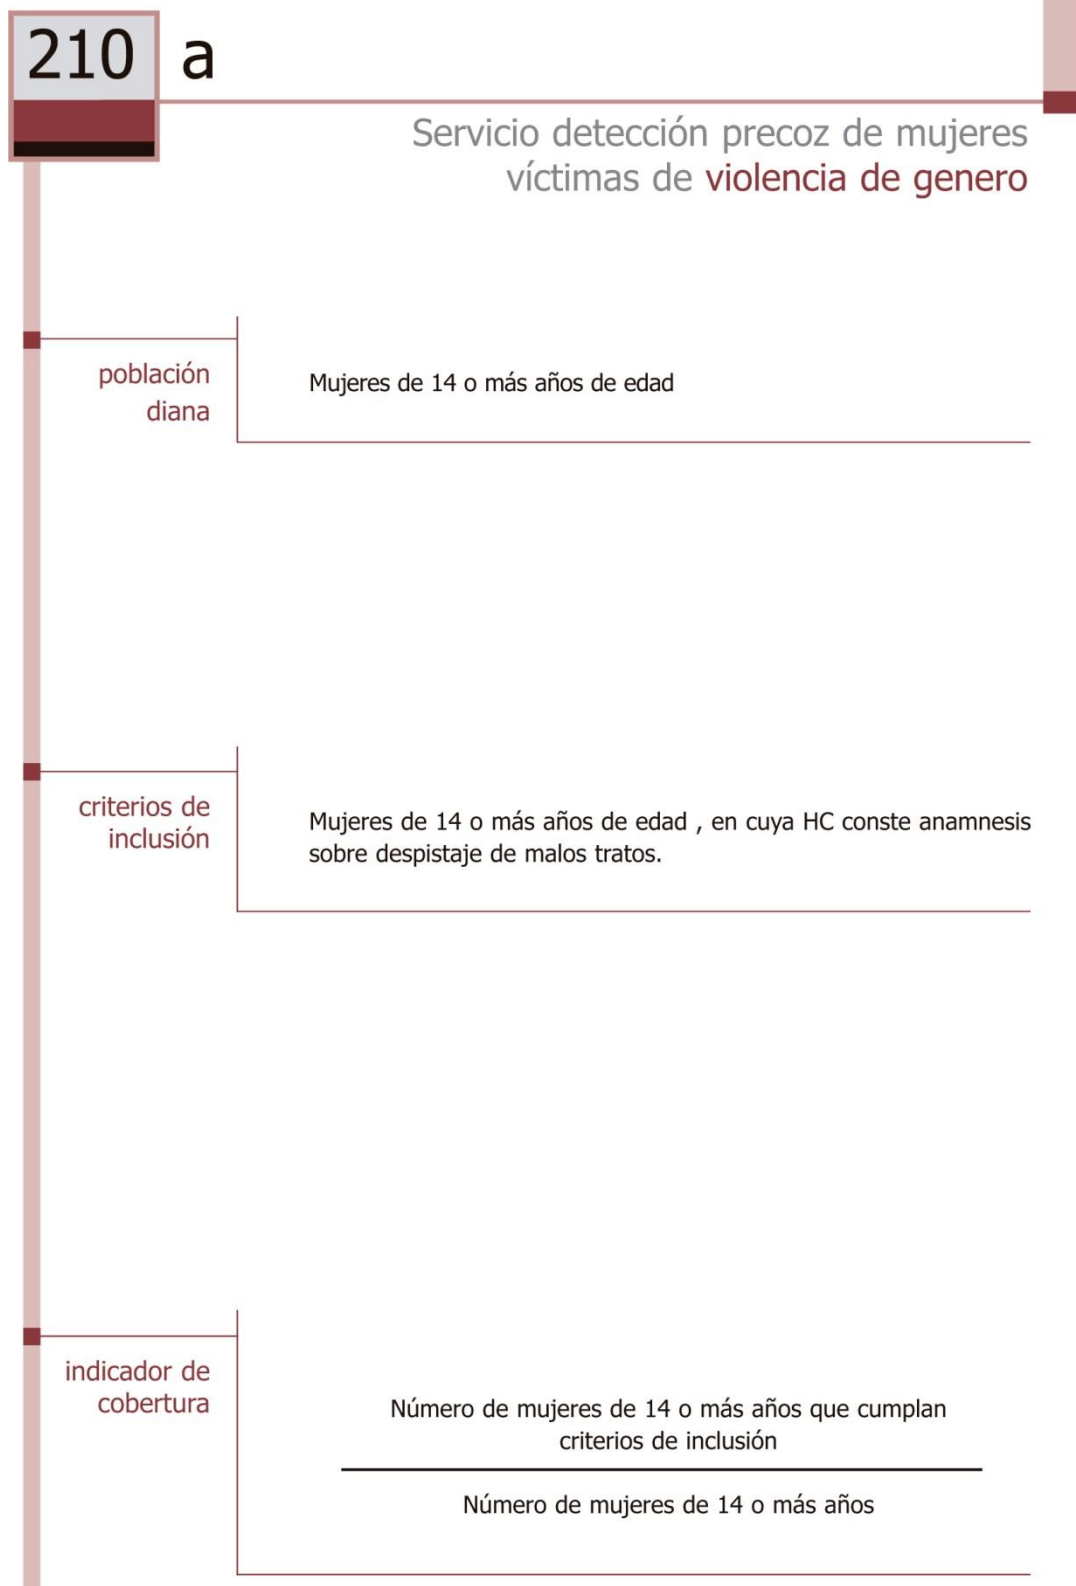 210 a
Servicio detección precoz de mujeres
víctimas de violencia de genero
población
diana
Mujeres de 14 o más años de edad
criterios de
inclusión
Mujeres de 14 o más años de edad , en cuya HC conste anamnesis
sobre despistaje de malos tratos.
indicador de
cobertura
Número de mujeres de 14 o más años que cumplan
criterios de inclusión
Número de mujeres de 14 o más años